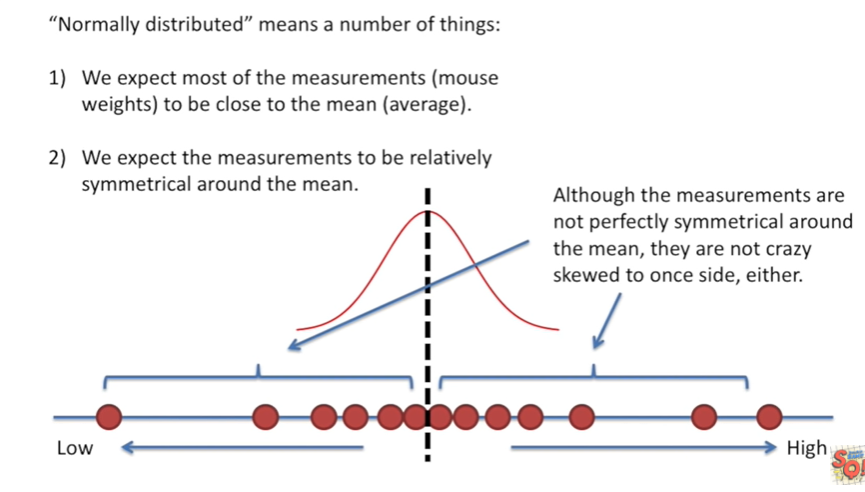 “Normally distributed” means a number of things:
1) We expect most of the measurements (mouse
weights) to be close to the mean (average).
2) We expect the measurements to be relatively
symmetrical around the mean.
Although the measurements are
not perfectly symmetrical around
the mean, they are not crazy
skewed to once side, either.
Low
High